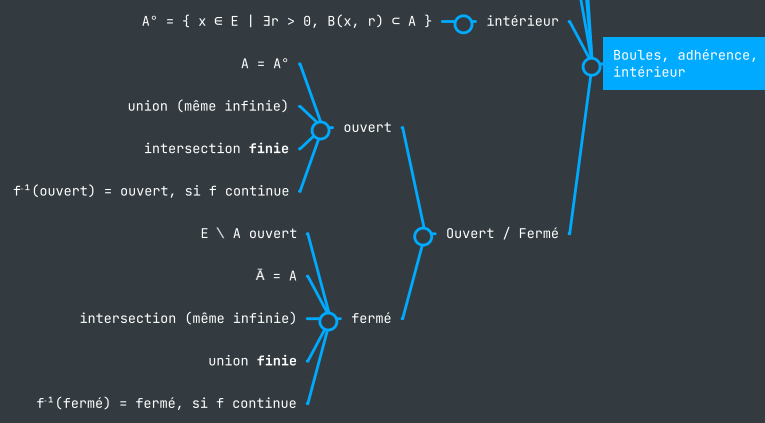 A° = { x ∈ E | ∃r > 0, B(x, r) ⊂ A }
intérieur
Boules, adhérence,
intérieur
A = A°
union (même infinie)
ouvert
intersection finie
f⁻¹(ouvert) = ouvert, si f continue
E \ A ouvert
Ouvert / Fermé
Ā = A
intersection (même infinie)
fermé
union finie
f⁻¹(fermé) = fermé, si f continue